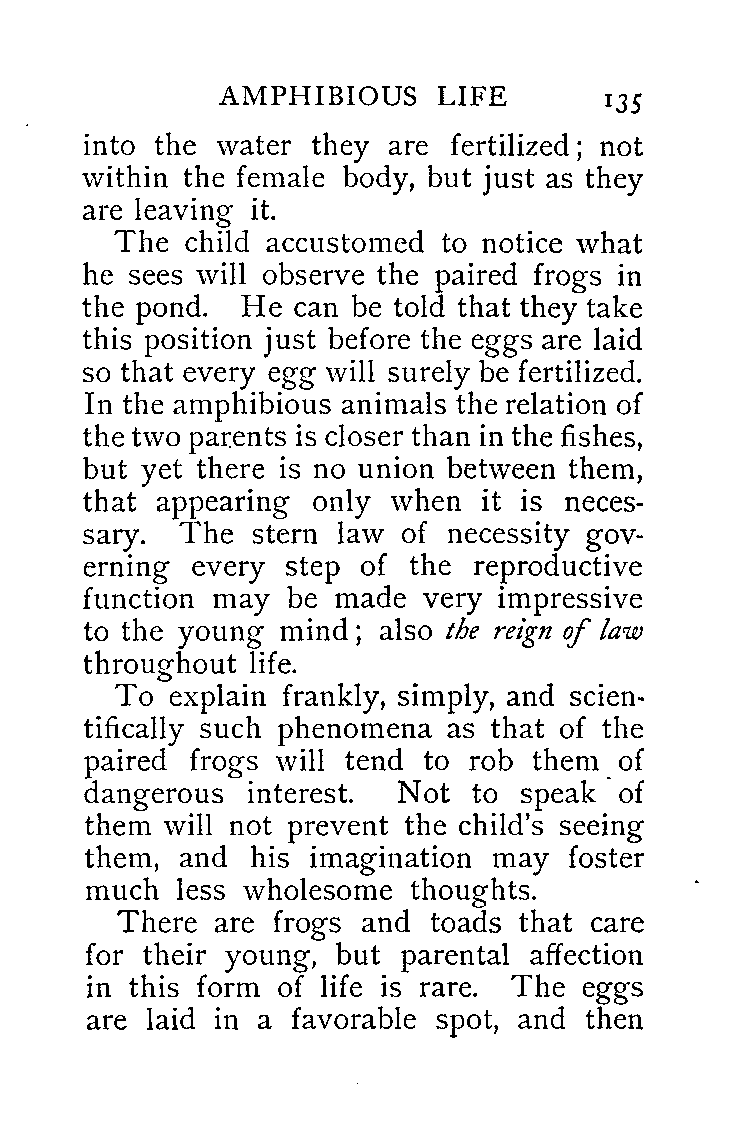 AMPHIBIOUS LIFE 135
into the water they are fertilized; not
within the female body, but just as they
are leaving it.
The child accustomed to notice what
he sees will observe the paired frogs in
the pond. He can be told that they take
this position just before the eggs are laid
so that every egg will surely be fertilized.
In the amphibious animals the relation of
the two parents is closer than in the fishes,
but yet there is no union between them,
that appearing only when it is neces-
sary. The stern law of necessity gov-
erning every step of the reproductive
function may be made very impressive
to the young mind; also the reign of law
throughout life.
To explain frankly, simply, and scien-
tifically such phenomena as that of the
paired frogs will tend to rob them of
dangerous interest. Not to speak of
them will not prevent the child's seeing
them, and his imagination may foster
much less wholesome thoughts.
There are frogs and toads that care
for their young, but parental affection
in this form of life is rare. The eggs
are laid in a favorable spot, and then